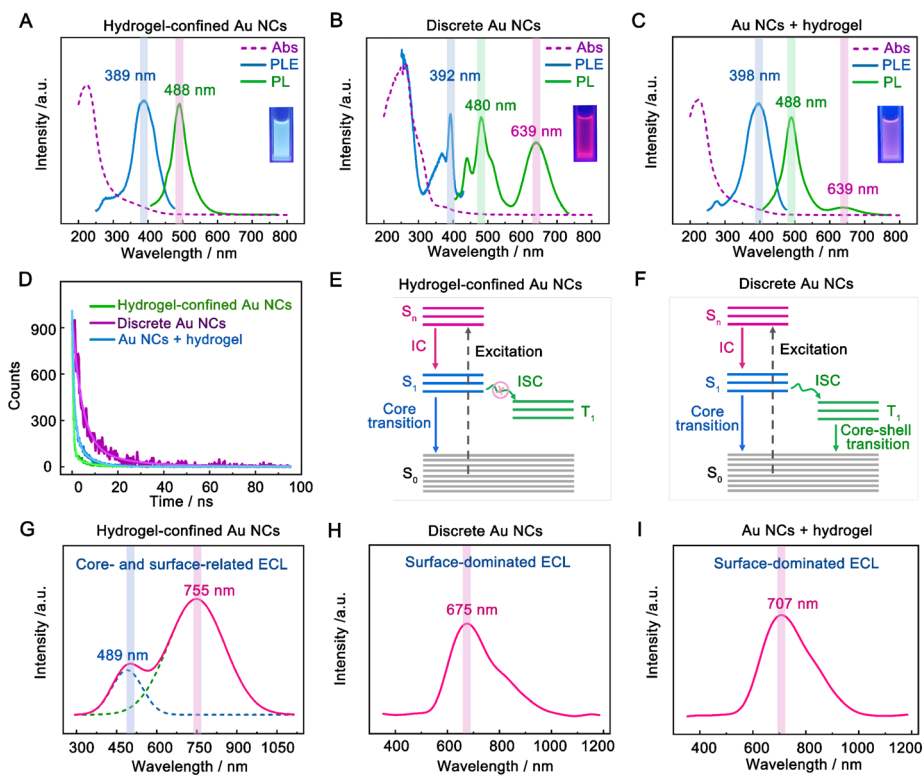 A Hydrogel-confined Au NCs
Abs
PLE
PL
389 nm
488 nm
Intensity /a.u.
200 300 400 500 600 700 800
Wavelength / nm
B Discrete Au NCs
Abs
PLE
PL
392 nm
480 nm
639 nm
Intensity /a.u.
200 300 400 500 600 700 800
Wavelength / nm
C Au NCs + hydrogel
Abs
PLE
PL
398 nm
488 nm
639 nm
Intensity /a.u.
200 300 400 500 600 700 800
Wavelength / nm
D
Hydrogel-confined Au NCs
Discrete Au NCs
Au NCs + hydrogel
Counts
900
600
300
0
0 20 40 60 80 100
Time / ns
E Hydrogel-confined Au NCs
Sn
IC
Excitation
S1
ISC
T1
Core
transition
S0
F Discrete Au NCs
Sn
IC
Excitation
S1
ISC
T1
Core
transition
Core-shell
transition
S0
G Hydrogel-confined Au NCs
Core- and surface-related ECL
755 nm
489 nm
Intensity /a.u.
300 450 600 750 900 1050
Wavelength / nm
H Discrete Au NCs
Surface-dominated ECL
675 nm
Intensity /a.u.
400 600 800 1000 1200
Wavelength / nm
I Au NCs + hydrogel
Surface-dominated ECL
707 nm
Intensity /a.u.
400 600 800 1000 1200
Wavelength / nm